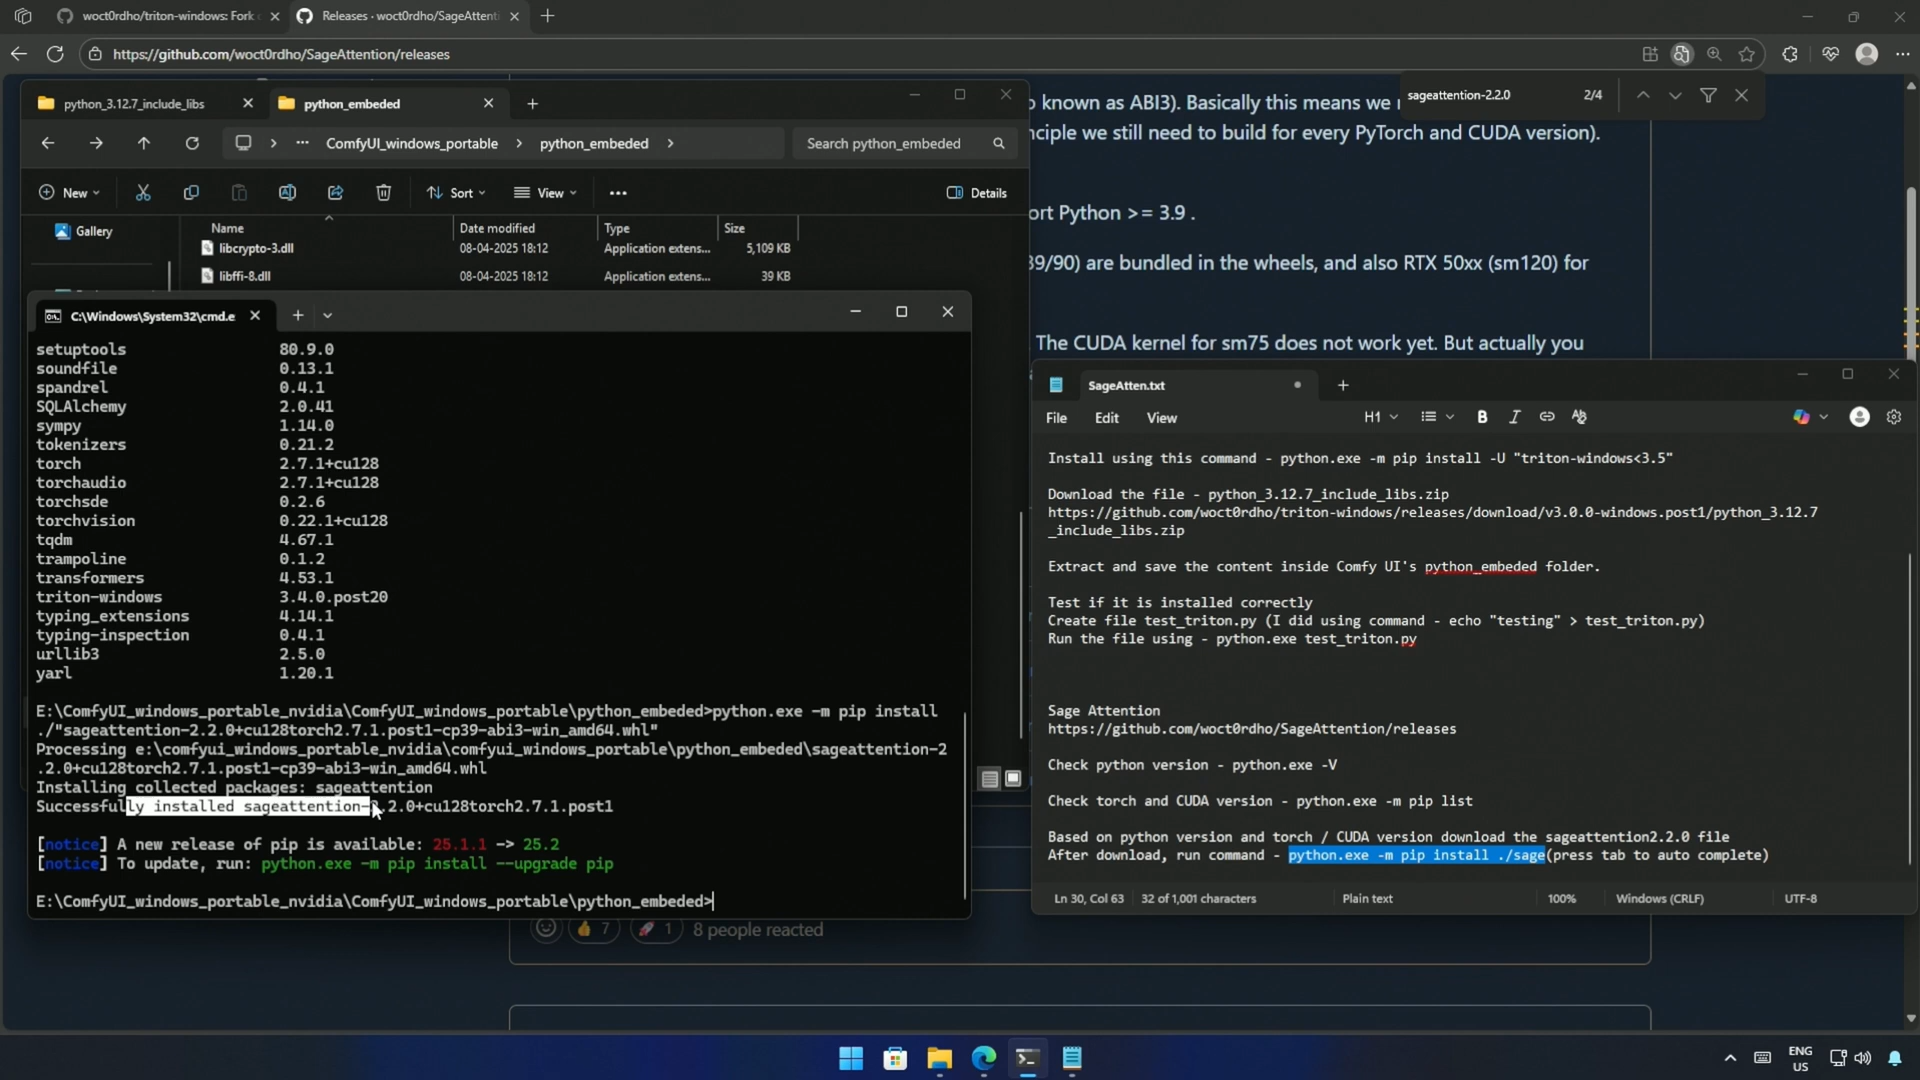 woct0rdho/triton-windows: Fork
Releases · woct0rdho/SageAttenti
https://github.com/woct0rdho/SageAttention/releases
sageattention-2.2.0
2/4
python_3.12.7_include_libs
python_embeded
ComfyUI_windows_portable
python_embeded
Search python_embeded
New
Sort
View
Details
Gallery
Name
Date modified
Type
Size
libcrypto-3.dll
08-04-2025 18:12
Application extens...
5,109 KB
libffi-8.dll
08-04-2025 18:12
Application extens...
39 KB
known as ABI3). Basically this means we
nciple we still need to build for every PyTorch and CUDA version).
ort Python >= 3.9 .
89/90) are bundled in the wheels, and also RTX 50xx (sm120) for
The CUDA kernel for sm75 does not work yet. But actually you
C:\Windows\System32\cmd.e
setuptools 80.9.0
soundfile 0.13.1
spandrel 0.4.1
SQLAlchemy 2.0.41
sympy 1.14.0
tokenizers 0.21.2
torch 2.7.1+cu128
torchaudio 2.7.1+cu128
torchsde 0.2.6
torchvision 0.22.1+cu128
tqdm 4.67.1
trampoline 0.1.2
transformers 4.53.1
triton-windows 3.4.0.post20
typing_extensions 4.14.1
typing-inspection 0.4.1
urllib3 2.5.0
yarl 1.20.1
E:\ComfyUI_windows_portable_nvidia\ComfyUI_windows_portable\python_embeded>python.exe -m pip install
./"sageattention-2.2.0+cu128torch2.7.1.post1-cp39-abi3-win_amd64.whl"
Processing e:\comfyui_windows_portable_nvidia\comfyui_windows_portable\python_embeded\sageattention-2
.2.0+cu128torch2.7.1.post1-cp39-abi3-win_amd64.whl
Installing collected packages: sageattention
Successfully installed sageattention-2.2.0+cu128torch2.7.1.post1
[notice] A new release of pip is available: 25.1.1 -> 25.2
[notice] To update, run: python.exe -m pip install --upgrade pip
E:\ComfyUI_windows_portable_nvidia\ComfyUI_windows_portable\python_embeded>
SageAtten.txt
File
Edit
View
H1
B
I
Install using this command - python.exe -m pip install -U "triton-windows<3.5"
Download the file - python_3.12.7_include_libs.zip
https://github.com/woct0rdho/triton-windows/releases/download/v3.0.0-windows.post1/python_3.12.7
_include_libs.zip
Extract and save the content inside Comfy UI's python_embeded folder.
Test if it is installed correctly
Create file test_triton.py (I did using command - echo "testing" > test_triton.py)
Run the file using - python.exe test_triton.py
Sage Attention
https://github.com/woct0rdho/SageAttention/releases
Check python version - python.exe -V
Check torch and CUDA version - python.exe -m pip list
Based on python version and torch / CUDA version download the sageattention2.2.0 file
After download, run command - python.exe -m pip install ./sage(press tab to auto complete)
Ln 30, Col 63
32 of 1,001 characters
Plain text
100%
Windows (CRLF)
UTF-8
7
1
8 people reacted
ENG
US